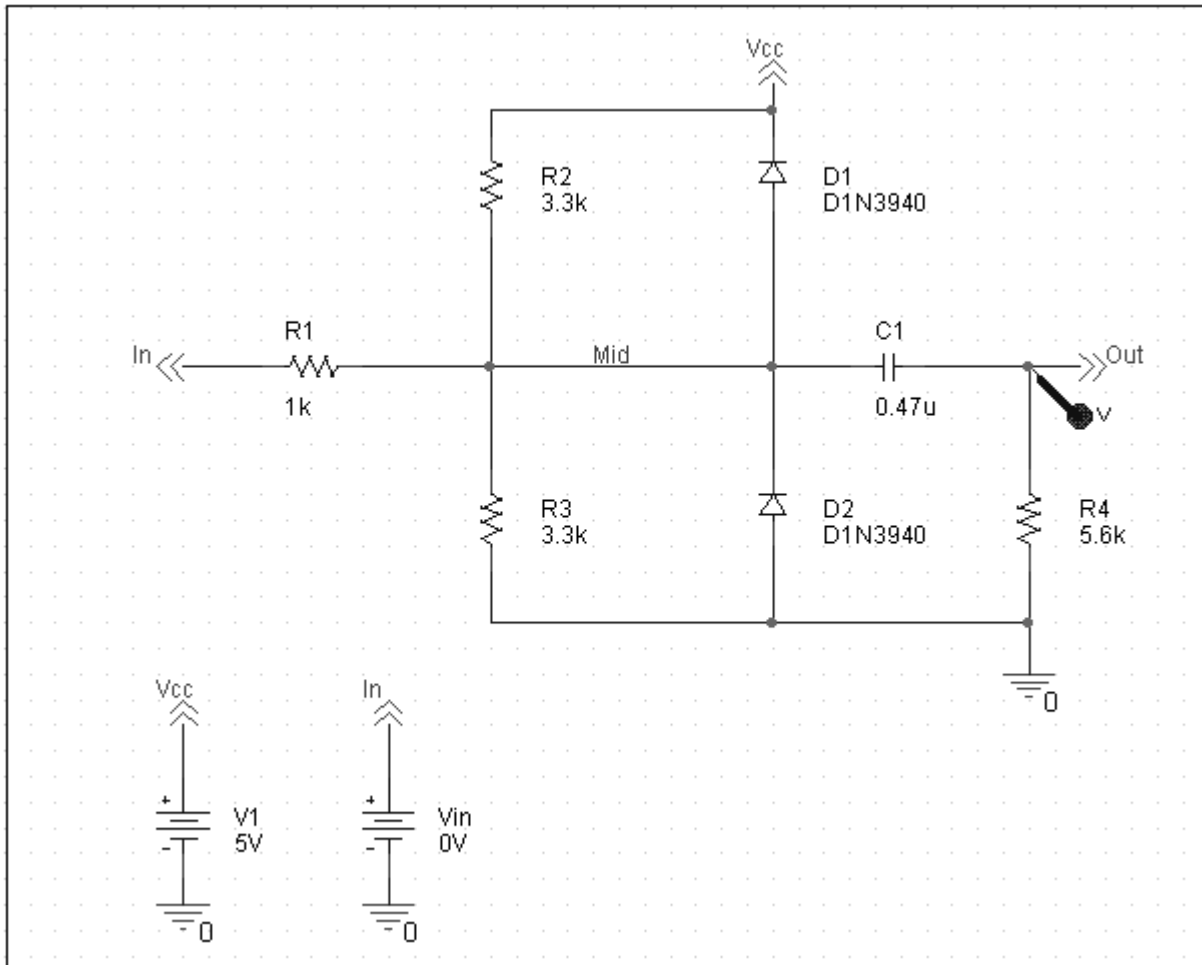 Vcc
R2
3.3k
D1
D1N3940
In
R1
1k
Mid
C1
0.47u
Out
V
R3
3.3k
D2
D1N3940
R4
5.6k
0
Vcc
In
+
V1
5V
-
0
+
Vin
0V
-
0